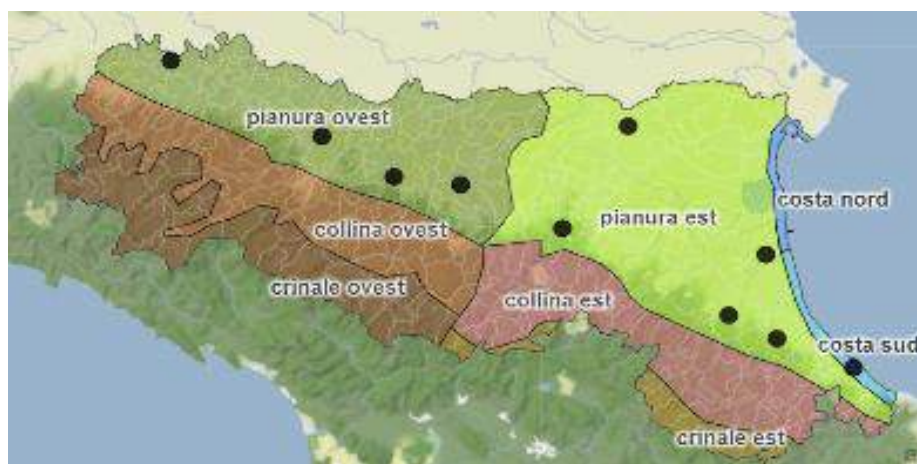 pianura ovest
costa nord
pianura est
collina ovest
crinale ovest
collina est
costa sud
crinale est